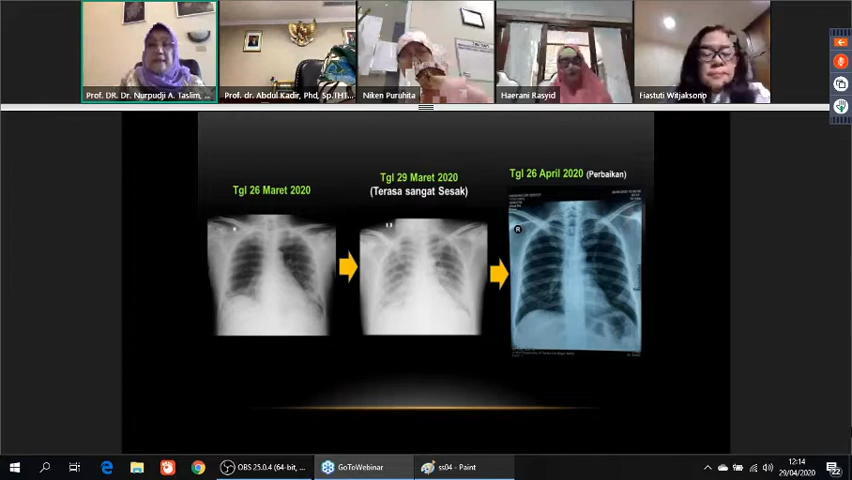 Prof. DR. Dr. Nurpudji A. Taslim, ...
Prof. dr. Abdul Kadir, Phd, Sp.THT...
Niken Puruhita
Haerani Rasyid
Fiastuti Witjaksono
Tgl 26 Maret 2020
Tgl 29 Maret 2020
(Terasa sangat Sesak)
Tgl 26 April 2020 (Perbaikan)
R
OBS 25.0.4 (64-bit, ...
GoToWebinar
ss04 - Paint
12:14
29/04/2020
22